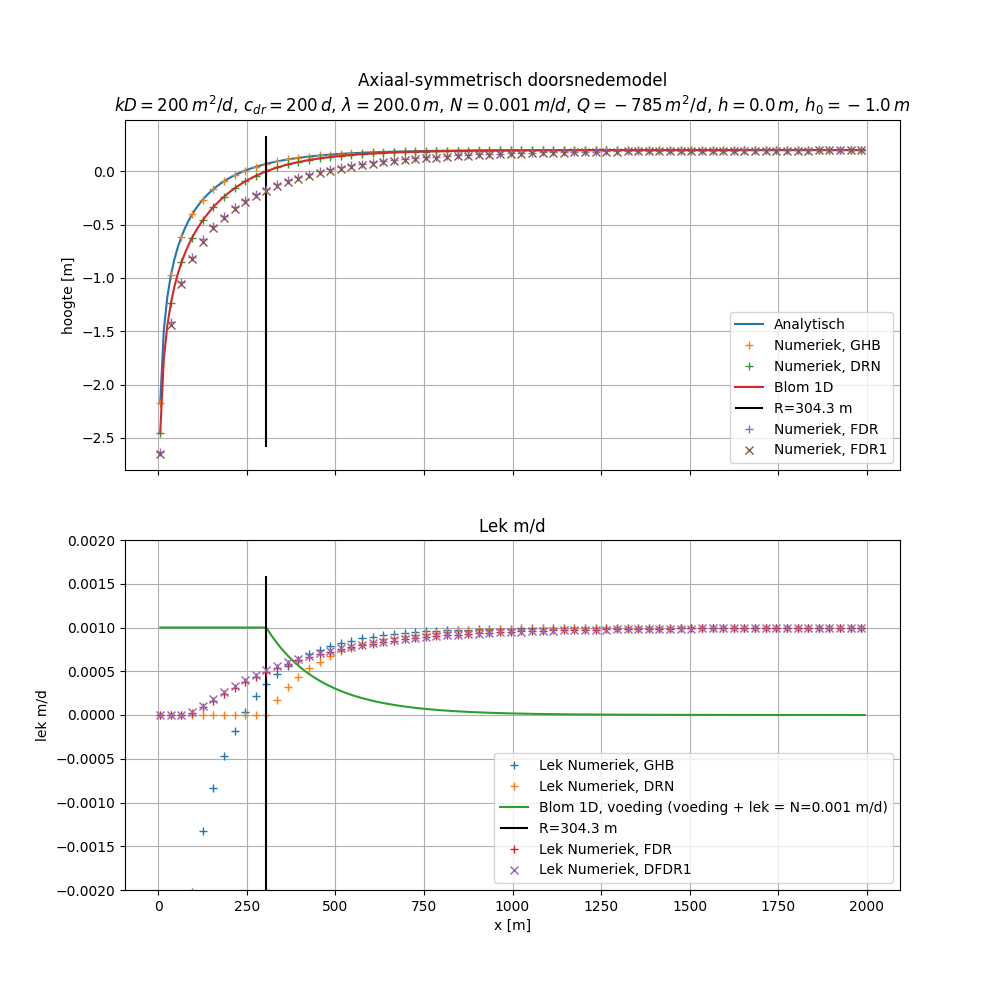 Axiaal-symmetrisch doorsnedemodel
kD = 200 m²/d, c_dr = 200 d, λ = 200.0 m, N = 0.001 m/d, Q = −785 m²/d, h = 0.0 m, h₀ = −1.0 m
hoogte [m]
0.0
−0.5
−1.0
−1.5
−2.0
−2.5
Analytisch
Numeriek, GHB
Numeriek, DRN
Blom 1D
R=304.3 m
Numeriek, FDR
Numeriek, FDR1
Lek m/d
lek m/d
0.0020
0.0015
0.0010
0.0005
0.0000
−0.0005
−0.0010
−0.0015
−0.0020
Lek Numeriek, GHB
Lek Numeriek, DRN
Blom 1D, voeding (voeding + lek = N=0.001 m/d)
R=304.3 m
Lek Numeriek, FDR
Lek Numeriek, DFDR1
0 250 500 750 1000 1250 1500 1750 2000
x [m]